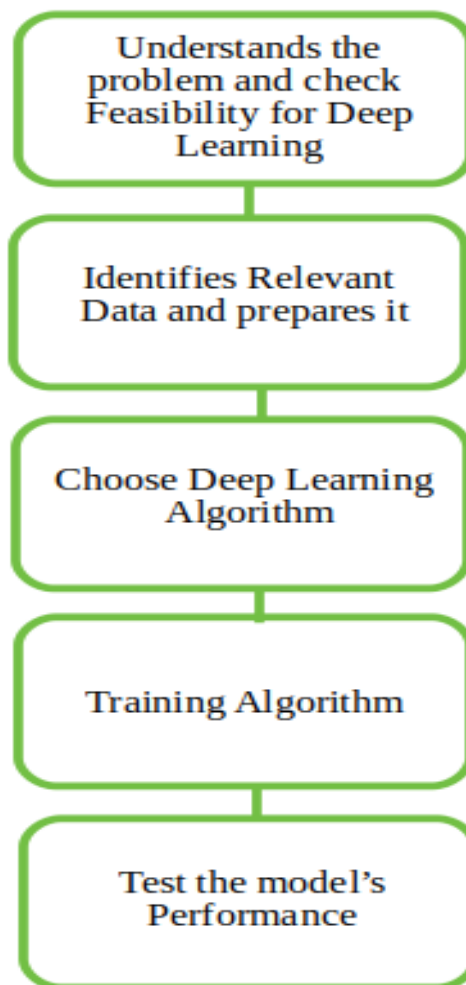 Understands the
problem and check
Feasibility for Deep
Learning
Identifies Relevant
Data and prepares it
Choose Deep Learning
Algorithm
Training Algorithm
Test the model’s
Performance